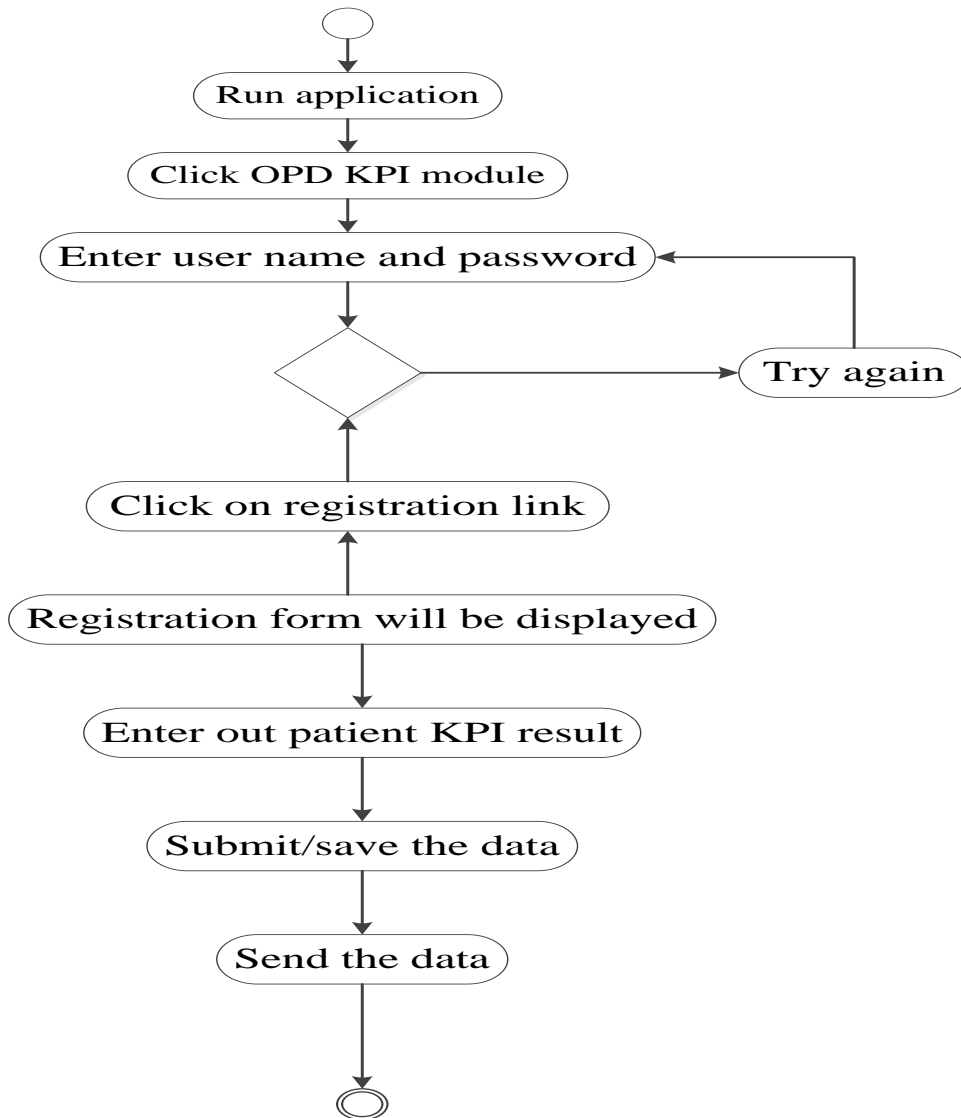 Run application
Click OPD KPI module
Enter user name and password
Try again
Click on registration link
Registration form will be displayed
Enter out patient KPI result
Submit/save the data
Send the data